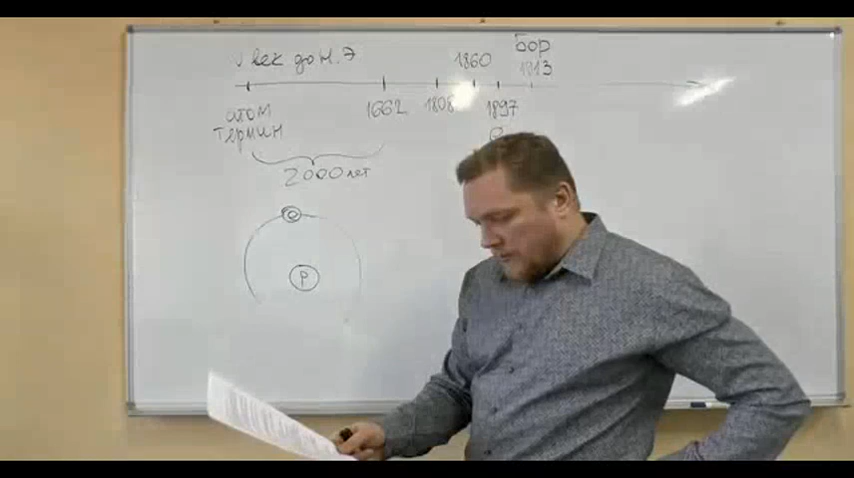 век до н. э
1860
Бор
1913
1662
1808
1897
атом
термин
e
2000 лет
e
P